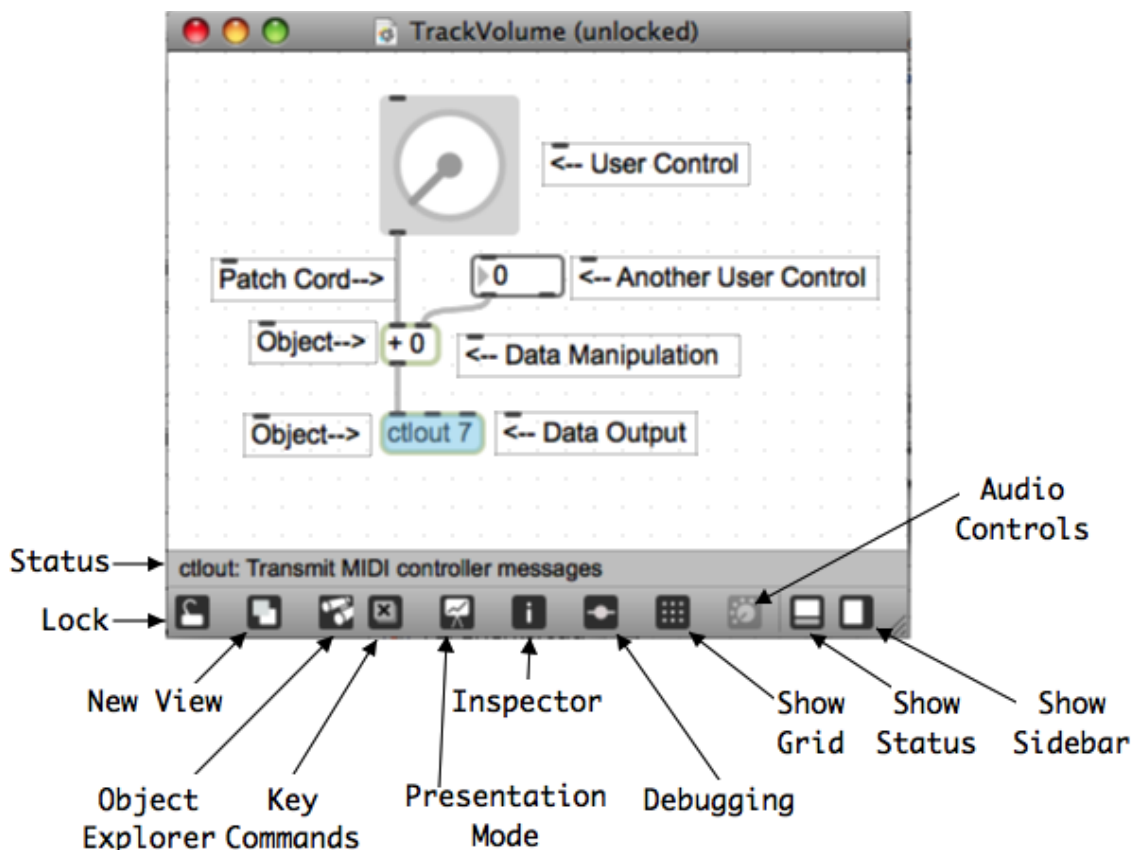 TrackVolume (unlocked)
<-- User Control
Patch Cord-->
0
<-- Another User Control
Object-->
+ 0
<-- Data Manipulation
Object-->
ctlout 7
<-- Data Output
Audio
Controls
Status
ctlout: Transmit MIDI controller messages
Lock
New View
Inspector
Show
Grid
Show
Status
Show
Sidebar
Object
Explorer
Key
Commands
Presentation
Mode
Debugging